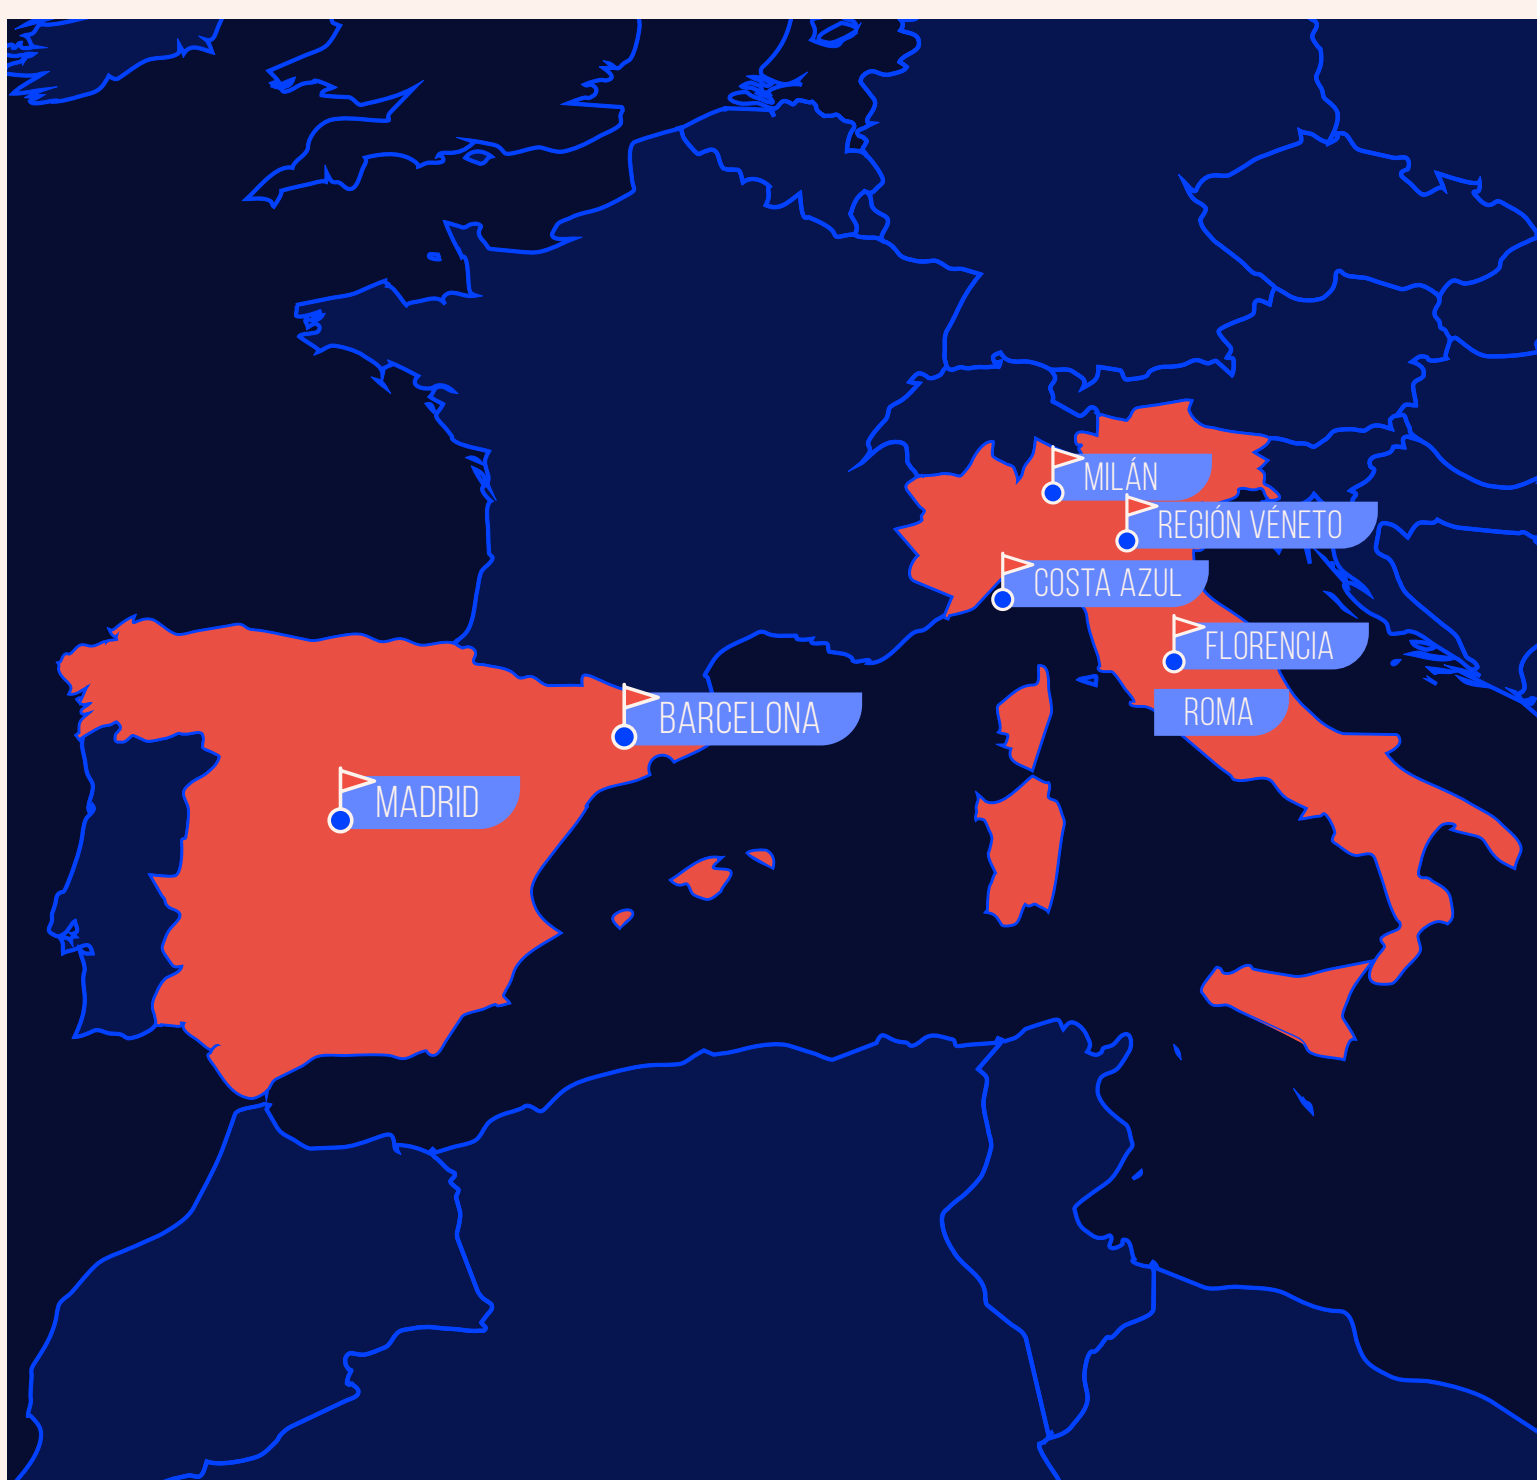 MILÁN
REGIÓN VÉNETO
COSTA AZUL
FLORENCIA
ROMA
BARCELONA
MADRID